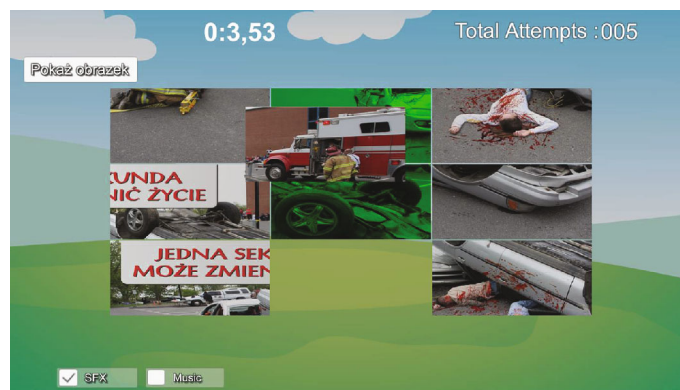 0:3,53
Total Attempts :005
Pokaż obrazek
KUNDA
NIĆ ŻYCIE
JEDNA SEK
MOŻE ZMIEN
SFX
Music